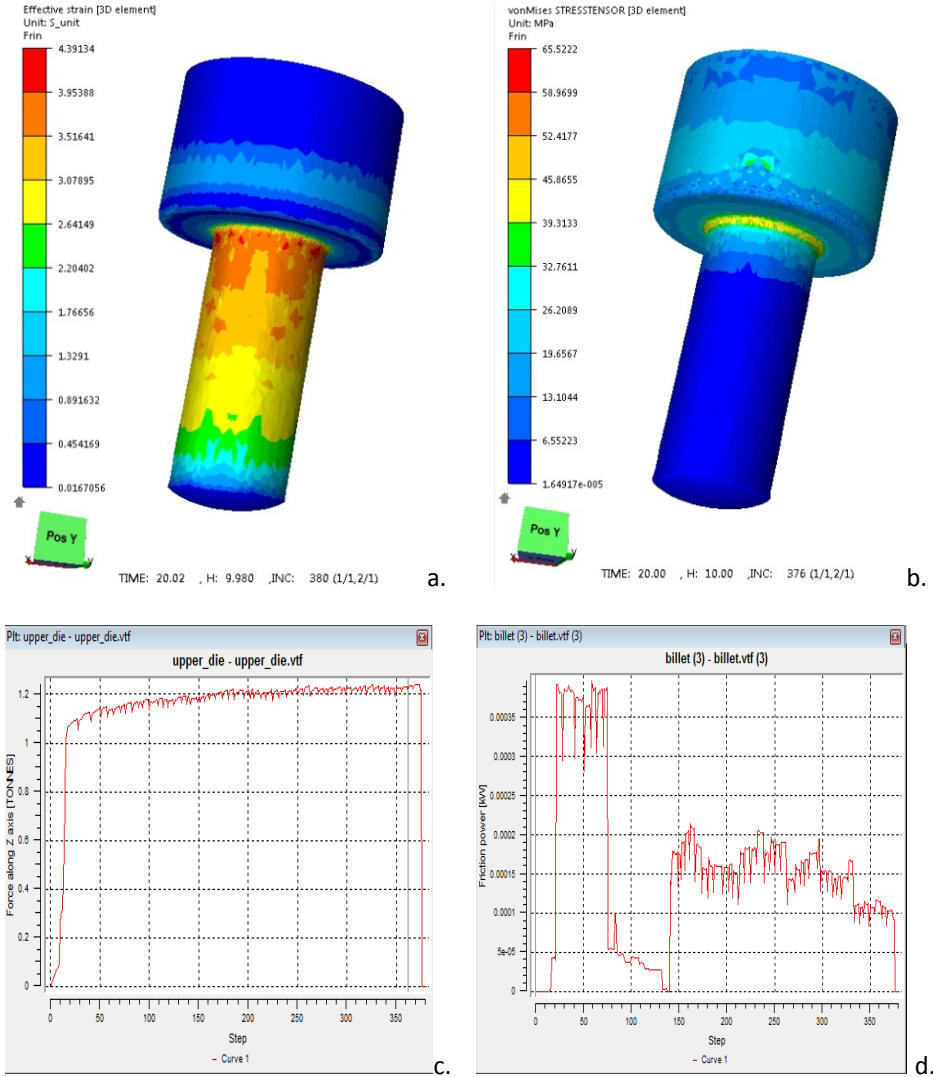 Effective strain [3D element]
Unit: S_unit
Frin
4.39134
3.95388
3.51641
3.07895
2.64149
2.20402
1.76656
1.3291
0.891632
0.454169
0.0167056
Pos Y
X
Y
TIME: 20.02 , H: 9.980 ,INC: 380 (1/1,2/1)
a.
vonMises STRESSTENSOR [3D element]
Unit: MPa
Frin
65.5222
58.9699
52.4177
45.8655
39.3133
32.7611
26.2089
19.6567
13.1044
6.55223
1.64917e-005
Pos Y
X
Y
TIME: 20.00 , H: 10.00 ,INC: 376 (1/1,2/1)
b.
Plt: upper_die - upper_die.vtf
upper_die - upper_die.vtf
Force along Z axis [TONNES]
1.2
1
0.8
0.6
0.4
0.2
0
0 50 100 150 200 250 300 350
Step
– Curve 1
c.
Plt: billet (3) - billet.vtf (3)
billet (3) - billet.vtf (3)
Friction power [kW]
0.00035
0.0003
0.00025
0.0002
0.00015
0.0001
5e-05
0
0 50 100 150 200 250 300 350
Step
– Curve 1
d.